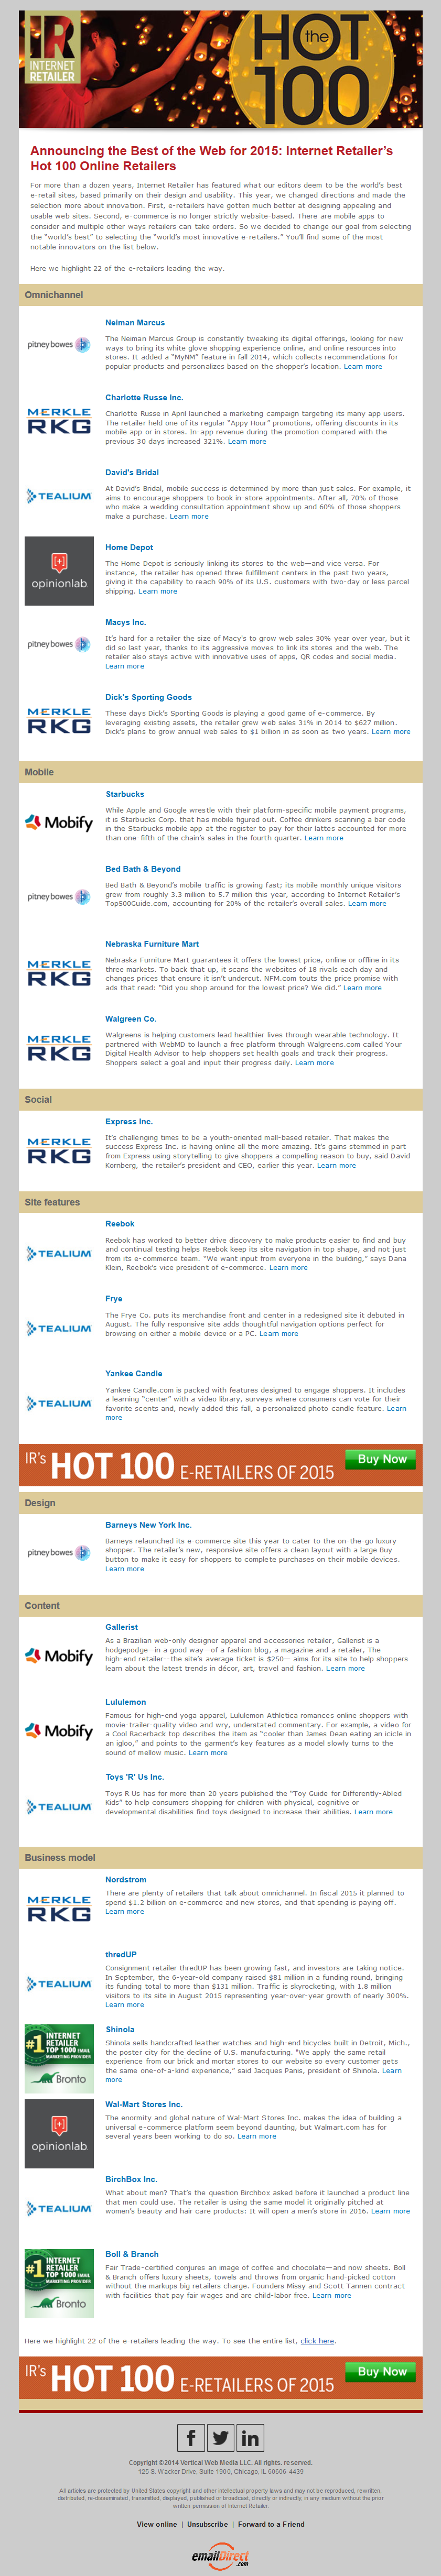 IR
INTERNET
RETAILER
the
HOT
100
Announcing the Best of the Web for 2015: Internet Retailer's
Hot 100 Online Retailers
For more than a dozen years, Internet Retailer has featured what our editors deem to be the world's best
e-retail sites, based primarily on their design and usability. This year, we changed directions and made the
selection more about innovation. First, e-retailers have gotten much better at designing appealing and
usable web sites. Second, e-commerce is no longer strictly website-based. There are mobile apps to
consider and multiple other ways retailers can take orders. So we decided to change our goal from selecting
the "world's best" to selecting the "world's most innovative e-retailers." You'll find some of the most
notable innovators on the list below.
Here we highlight 22 of the e-retailers leading the way.
Omnichannel
Neiman Marcus
pitney bowes
The Neiman Marcus Group is constantly tweaking its digital offerings, looking for new
ways to bring its white glove shopping experience online, and online resources into
stores. It added a "MyNM" feature in fall 2014, which collects recommendations for
popular products and personalizes based on the shopper's location. Learn more
Charlotte Russe Inc.
MERKLE
RKG
Charlotte Russe in April launched a marketing campaign targeting its many app users.
The retailer held one of its regular "Appy Hour" promotions, offering discounts in its
mobile app or in stores. In-app revenue during the promotion compared with the
previous 30 days increased 321%. Learn more
David's Bridal
TEALIUM
At David's Bridal, mobile success is determined by more than just sales. For example, it
aims to encourage shoppers to book in-store appointments. After all, 70% of those
who make a wedding consultation appointment show up and 60% of those shoppers
make a purchase. Learn more
Home Depot
opinionlab
The Home Depot is seriously linking its stores to the web—and vice versa. For
instance, the retailer has opened three fulfillment centers in the past two years,
giving it the capability to reach 90% of its U.S. customers with two-day or less parcel
shipping. Learn more
Macys Inc.
pitney bowes
It's hard for a retailer the size of Macy's to grow web sales 30% year over year, but it
did so last year, thanks to its aggressive moves to link its stores and the web. The
retailer also stays active with innovative uses of apps, QR codes and social media.
Learn more
Dick's Sporting Goods
MERKLE
RKG
These days Dick's Sporting Goods is playing a good game of e-commerce. By
leveraging existing assets, the retailer grew web sales 31% in 2014 to $627 million.
Dick's plans to grow annual web sales to $1 billion in as soon as two years. Learn more
Mobile
Starbucks
Mobify
While Apple and Google wrestle with their platform-specific mobile payment programs,
it is Starbucks Corp. that has mobile figured out. Coffee drinkers scanning a bar code
in the Starbucks mobile app at the register to pay for their lattes accounted for more
than one-fifth of the chain's sales in the fourth quarter. Learn more
Bed Bath & Beyond
pitney bowes
Bed Bath & Beyond's mobile traffic is growing fast; its mobile monthly unique visitors
grew from roughly 3.3 million to 5.7 million this year, according to Internet Retailer's
Top500Guide.com, accounting for 20% of the retailer's overall sales. Learn more
Nebraska Furniture Mart
MERKLE
RKG
Nebraska Furniture Mart guarantees it offers the lowest price, online or offline in its
three markets. To back that up, it scans the websites of 18 rivals each day and
changes prices that ensure it isn't undercut. NFM.com touts the price promise with
ads that read: "Did you shop around for the lowest price? We did." Learn more
Walgreen Co.
MERKLE
RKG
Walgreens is helping customers lead healthier lives through wearable technology. It
partnered with WebMD to launch a free platform through Walgreens.com called Your
Digital Health Advisor to help shoppers set health goals and track their progress.
Shoppers select a goal and input their progress daily. Learn more
Social
Express Inc.
MERKLE
RKG
It's challenging times to be a youth-oriented mall-based retailer. That makes the
success Express Inc. is having online all the more amazing. It's gains stemmed in part
from Express using storytelling to give shoppers a compelling reason to buy, said David
Kornberg, the retailer's president and CEO, earlier this year. Learn more
Site features
Reebok
TEALIUM
Reebok has worked to better drive discovery to make products easier to find and buy
and continual testing helps Reebok keep its site navigation in top shape, and not just
from its e-commerce team. "We want input from everyone in the building," says Dana
Klein, Reebok's vice president of e-commerce. Learn more
Frye
TEALIUM
The Frye Co. puts its merchandise front and center in a redesigned site it debuted in
August. The fully responsive site adds thoughtful navigation options perfect for
browsing on either a mobile device or a PC. Learn more
Yankee Candle
TEALIUM
Yankee Candle.com is packed with features designed to engage shoppers. It includes
a learning "center" with a video library, surveys where consumers can vote for their
favorite scents and, newly added this fall, a personalized photo candle feature. Learn
more
IR's HOT 100 E-RETAILERS OF 2015
Buy Now
Design
Barneys New York Inc.
pitney bowes
Barneys relaunched its e-commerce site this year to cater to the on-the-go luxury
shopper. The retailer's new, responsive site offers a clean layout with a large Buy
button to make it easy for shoppers to complete purchases on their mobile devices.
Learn more
Content
Gallerist
Mobify
As a Brazilian web-only designer apparel and accessories retailer, Gallerist is a
hodgepodge—in a good way—of a fashion blog, a magazine and a retailer, The
high-end retailer--the site's average ticket is $250— aims for its site to help shoppers
learn about the latest trends in décor, art, travel and fashion. Learn more
Lululemon
Mobify
Famous for high-end yoga apparel, Lululemon Athletica romances online shoppers with
movie-trailer-quality video and wry, understated commentary. For example, a video for
a Cool Racerback top describes the item as "cooler than James Dean eating an icicle in
an igloo," and points to the garment's key features as a model slowly turns to the
sound of mellow music. Learn more
Toys 'R' Us Inc.
TEALIUM
Toys R Us has for more than 20 years published the "Toy Guide for Differently-Abled
Kids" to help consumers shopping for children with physical, cognitive or
developmental disabilities find toys designed to increase their abilities. Learn more
Business model
Nordstrom
MERKLE
RKG
There are plenty of retailers that talk about omnichannel. In fiscal 2015 it planned to
spend $1.2 billion on e-commerce and new stores, and that spending is paying off.
Learn more
thredUP
TEALIUM
Consignment retailer thredUP has been growing fast, and investors are taking notice.
In September, the 6-year-old company raised $81 million in a funding round, bringing
its funding total to more than $131 million. Traffic is skyrocketing, with 1.8 million
visitors to its site in August 2015 representing year-over-year growth of nearly 300%.
Learn more
Shinola
#1 INTERNET
RETAILER
TOP 1000 EMAIL
MARKETING PROVIDER
Bronto
Shinola sells handcrafted leather watches and high-end bicycles built in Detroit, Mich.,
the poster city for the decline of U.S. manufacturing. "We apply the same retail
experience from our brick and mortar stores to our website so every customer gets
the same one-of-a-kind experience," said Jacques Panis, president of Shinola. Learn
more
Wal-Mart Stores Inc.
opinionlab
The enormity and global nature of Wal-Mart Stores Inc. makes the idea of building a
universal e-commerce platform seem beyond daunting, but Walmart.com has for
several years been working to do so. Learn more
BirchBox Inc.
TEALIUM
What about men? That's the question Birchbox asked before it launched a product line
that men could use. The retailer is using the same model it originally pitched at
women's beauty and hair care products: It will open a men's store in 2016. Learn more
Boll & Branch
#1 INTERNET
RETAILER
TOP 1000 EMAIL
MARKETING PROVIDER
Bronto
Fair Trade-certified conjures an image of coffee and chocolate—and now sheets. Boll
& Branch offers luxury sheets, towels and throws from organic hand-picked cotton
without the markups big retailers charge. Founders Missy and Scott Tannen contract
with facilities that pay fair wages and are child-labor free. Learn more
Here we highlight 22 of the e-retailers leading the way. To see the entire list, click here.
IR's HOT 100 E-RETAILERS OF 2015
Buy Now
Copyright ©2014 Vertical Web Media LLC. All rights. reserved.
125 S. Wacker Drive, Suite 1900, Chicago, IL 60606-4439
All articles are protected by United States copyright and other intellectual property laws and may not be reproduced, rewritten,
distributed, re-disseminated, transmitted, displayed, published or broadcast, directly or indirectly, in any medium without the prior
written permission of Internet Retailer.
View online | Unsubscribe | Forward to a Friend
emailDirect